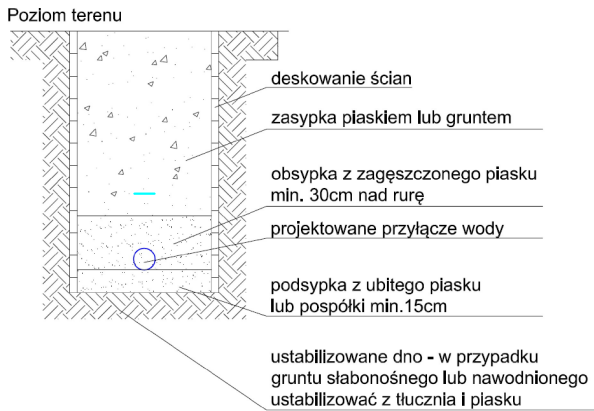 Poziom terenu
deskowanie ścian
zasypka piaskiem lub gruntem
obsypka z zagęszczonego piasku
min. 30cm nad rurę
projektowane przyłącze wody
podsypka z ubitego piasku
lub pospółki min.15cm
ustabilizowane dno - w przypadku
gruntu słabonośnego lub nawodnionego
ustabilizować z tłucznia i piasku